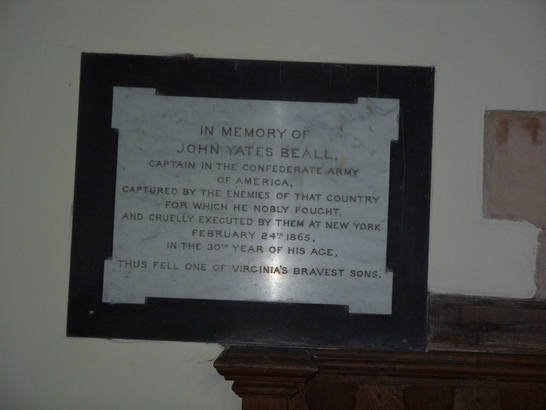 IN MEMORY OF
JOHN YATES BEALL,
CAPTAIN IN THE CONFEDERATE ARMY
OF AMERICA,
CAPTURED BY THE ENEMIES OF THAT COUNTRY
FOR WHICH HE NOBLY FOUGHT,
AND CRUELLY EXECUTED BY THEM AT NEW YORK
FEBRUARY 24TH 1865,
IN THE 30TH YEAR OF HIS AGE,
THUS FELL ONE OF VIRGINIA'S BRAVEST SONS.